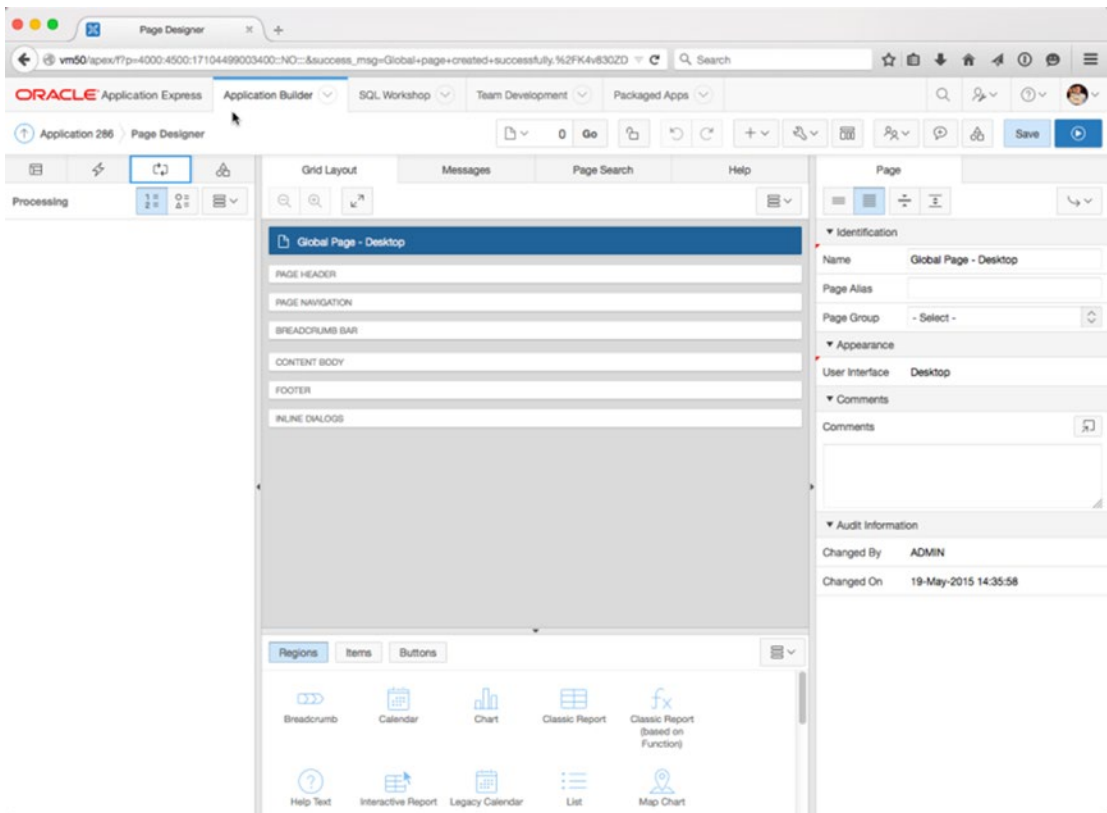 Page Designer
vm50/apex/f?p=4000:4500:17104499003400::NO:::&success_msg=Global+page+created+successfully.%2FK4v830ZD
Search
ORACLE Application Express
Application Builder
SQL Workshop
Team Development
Packaged Apps
Application 286
Page Designer
0
Go
Save
Grid Layout
Messages
Page Search
Help
Page
Processing
Global Page - Desktop
PAGE HEADER
PAGE NAVIGATION
BREADCRUMB BAR
CONTENT BODY
FOOTER
INLINE DIALOGS
Identification
Name Global Page - Desktop
Page Alias
Page Group - Select -
Appearance
User Interface Desktop
Comments
Comments
Audit Information
Changed By ADMIN
Changed On 19-May-2015 14:35:58
Regions
Items
Buttons
Breadcrumb
Calendar
Chart
Classic Report
Classic Report
(based on
Function)
Help Text
Interactive Report
Legacy Calendar
List
Map Chart